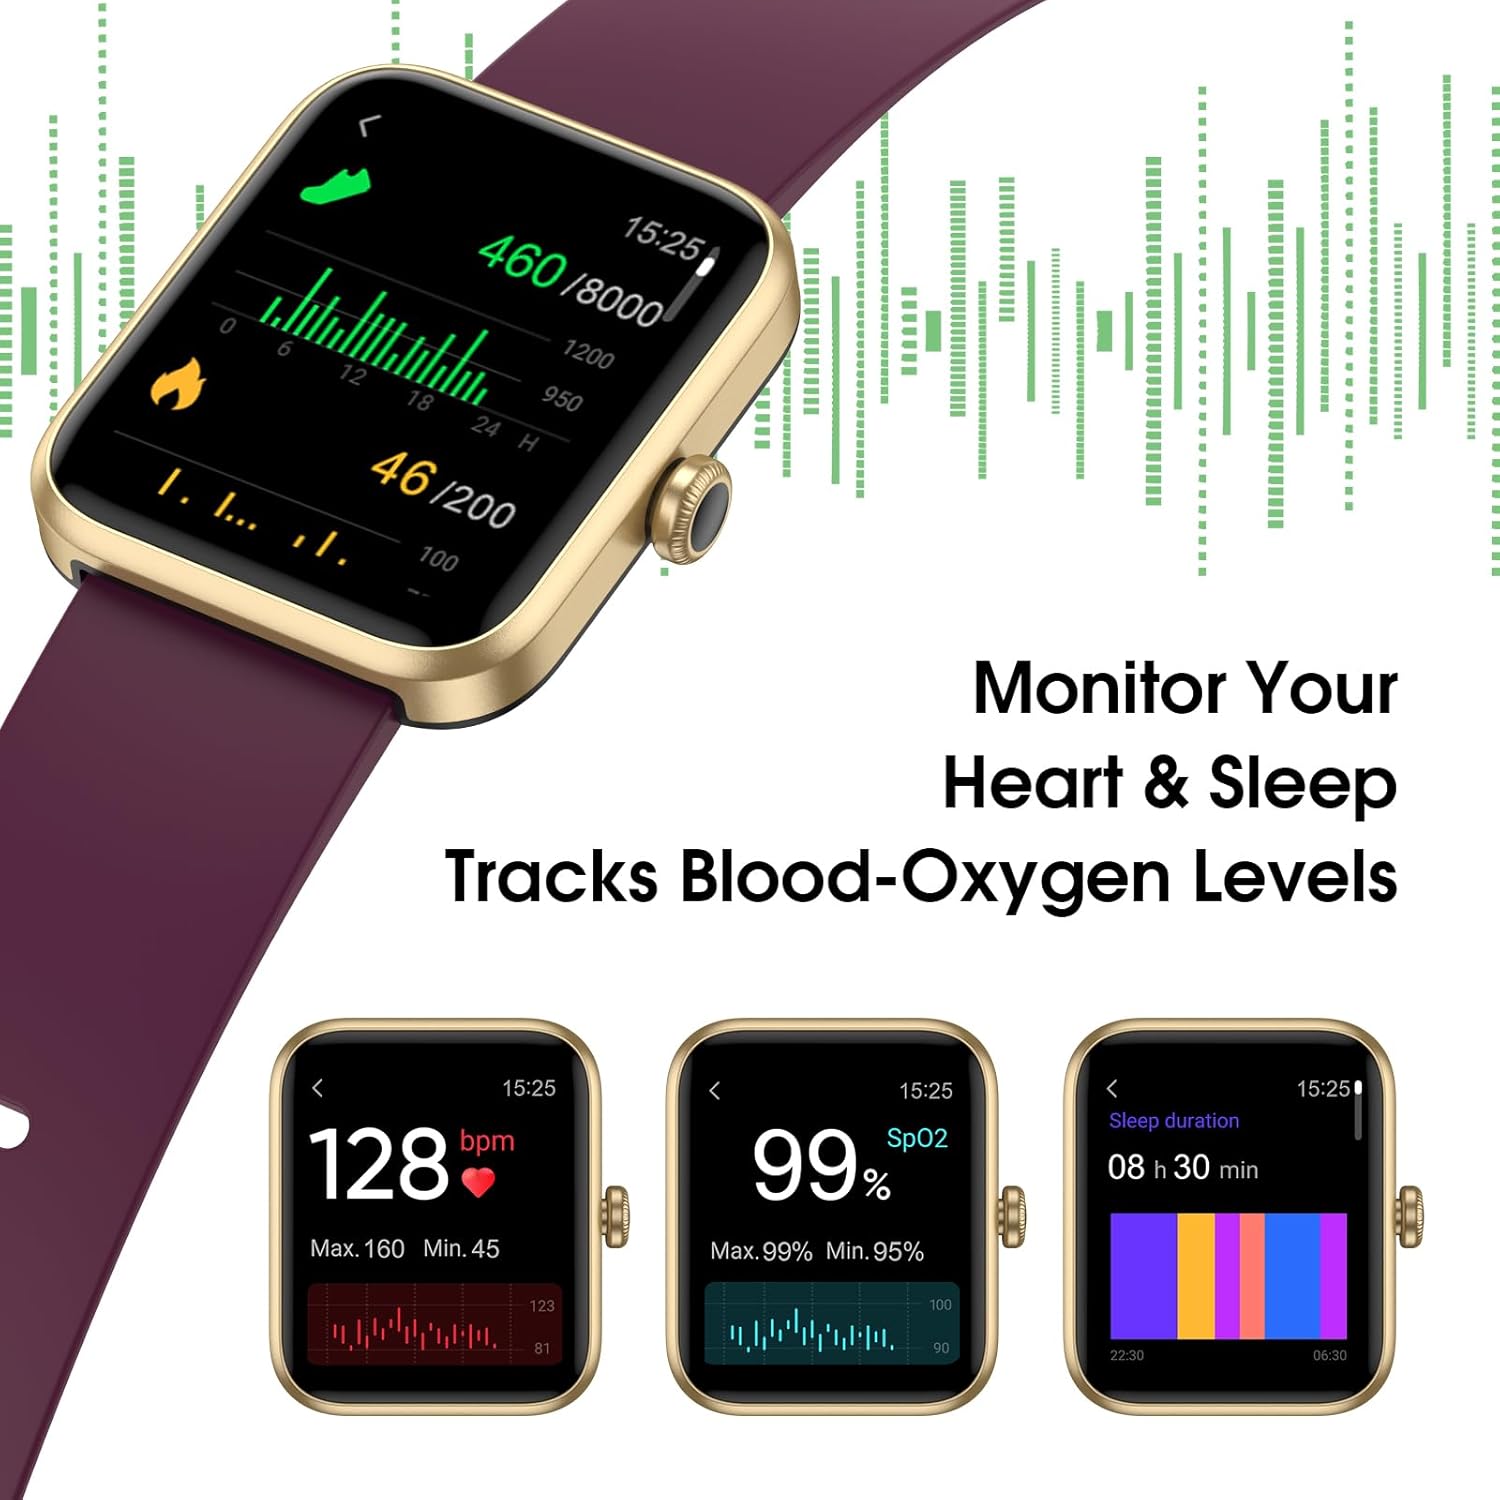 15:25
460/8000
1200
950
0 6 12 18 24 H
46/200
100
Monitor Your
Heart & Sleep
Tracks Blood-Oxygen Levels
15:25
128 bpm
Max.160 Min.45
123
81
15:25
99% SpO2
Max.99% Min.95%
100
90
15:25
Sleep duration
08 h 30 min
22:30 06:30